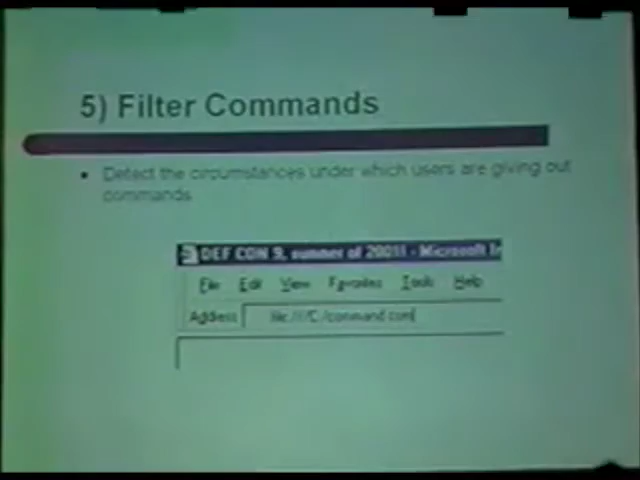 5) Filter Commands
• Detect the circumstances under which users are giving out
commands
DEF CON 9, summer of 2001! - Microsoft In
File Edit View Favorites Tools Help
Address file:///C:/command.com